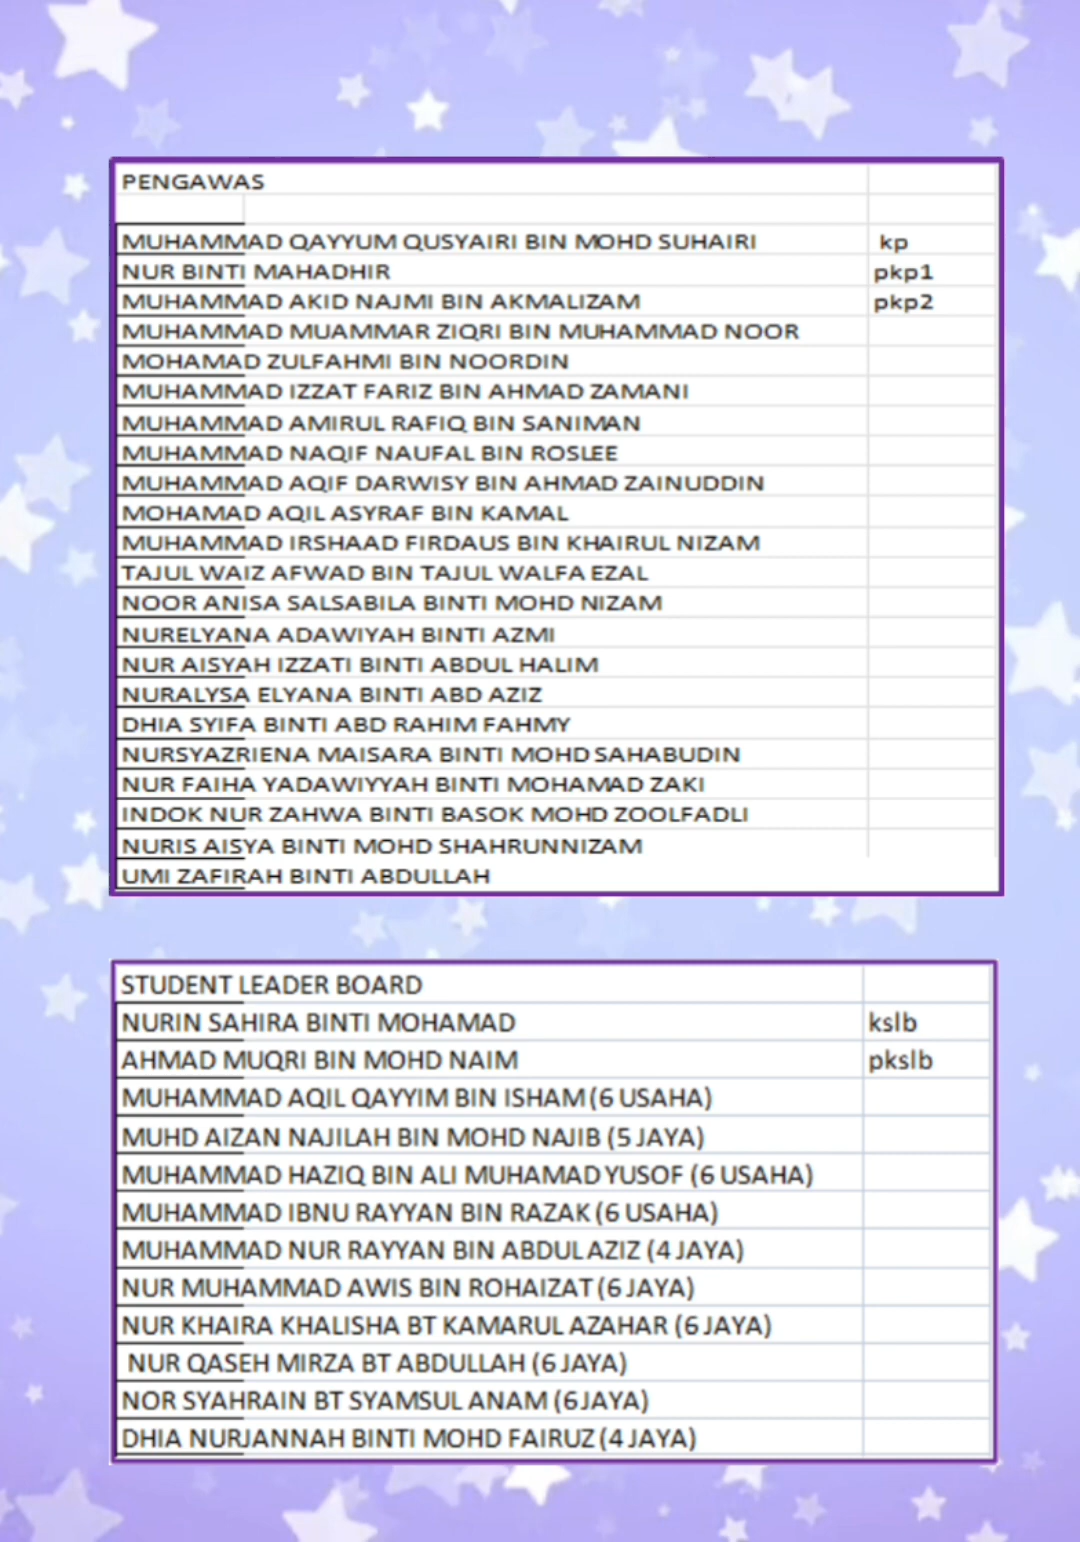 PENGAWAS
MUHAMMAD QAYYUM QUSYAIRI BIN MOHD SUHAIRI kp
NUR BINTI MAHADHIR pkp1
MUHAMMAD AKID NAJMI BIN AKMALIZAM pkp2
MUHAMMAD MUAMMAR ZIQRI BIN MUHAMMAD NOOR
MOHAMAD ZULFAHMI BIN NOORDIN
MUHAMMAD IZZAT FARIZ BIN AHMAD ZAMANI
MUHAMMAD AMIRUL RAFIQ BIN SANIMAN
MUHAMMAD NAQIF NAUFAL BIN ROSLEE
MUHAMMAD AQIF DARWISY BIN AHMAD ZAINUDDIN
MOHAMAD AQIL ASYRAF BIN KAMAL
MUHAMMAD IRSHAAD FIRDAUS BIN KHAIRUL NIZAM
TAJUL WAIZ AFWAD BIN TAJUL WALFA EZAL
NOOR ANISA SALSABILA BINTI MOHD NIZAM
NURELYANA ADAWIYAH BINTI AZMI
NUR AISYAH IZZATI BINTI ABDUL HALIM
NURALYSA ELYANA BINTI ABD AZIZ
DHIA SYIFA BINTI ABD RAHIM FAHMY
NURSYAZRIENA MAISARA BINTI MOHD SAHABUDIN
NUR FAIHA YADAWIYYAH BINTI MOHAMAD ZAKI
INDOK NUR ZAHWA BINTI BASOK MOHD ZOOLFADLI
NURIS AISYA BINTI MOHD SHAHRUNNIZAM
UMI ZAFIRAH BINTI ABDULLAH
STUDENT LEADER BOARD
NURIN SAHIRA BINTI MOHAMAD kslb
AHMAD MUQRI BIN MOHD NAIM pkslb
MUHAMMAD AQIL QAYYIM BIN ISHAM (6 USAHA)
MUHD AIZAN NAJILAH BIN MOHD NAJIB (5 JAYA)
MUHAMMAD HAZIQ BIN ALI MUHAMAD YUSOF (6 USAHA)
MUHAMMAD IBNU RAYYAN BIN RAZAK (6 USAHA)
MUHAMMAD NUR RAYYAN BIN ABDUL AZIZ (4 JAYA)
NUR MUHAMMAD AWIS BIN ROHAIZAT (6 JAYA)
NUR KHAIRA KHALISHA BT KAMARUL AZAHAR (6 JAYA)
NUR QASEH MIRZA BT ABDULLAH (6 JAYA)
NOR SYAHRAIN BT SYAMSUL ANAM (6 JAYA)
DHIA NURJANNAH BINTI MOHD FAIRUZ (4 JAYA)